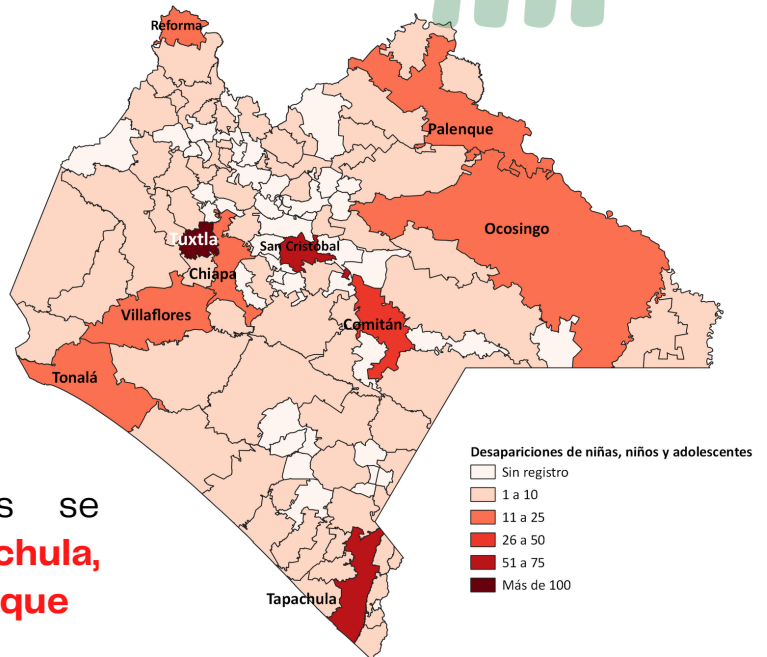 Reforma
Palenque
Ocosingo
Tuxtla
San Cristóbal
Chiapa
Villaflores
Comitán
Tonalá
Desapariciones de niñas, niños y adolescentes
Sin registro
1 a 10
11 a 25
26 a 50
51 a 75
Más de 100
s se
chula,
que
Tapachula